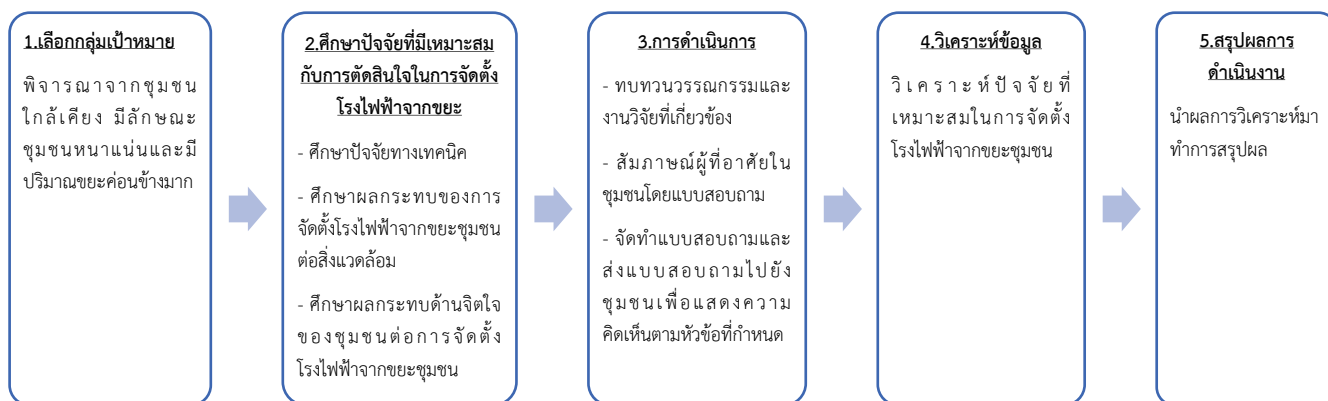 1.เลือกกลุ่มเป้าหมาย
พิจารณาจากชุมชน
ใกล้เคียง มีลักษณะ
ชุมชนหนาแน่นและมี
ปริมาณขยะค่อนข้างมาก
2.ศึกษาปัจจัยที่มีเหมาะสม
กับการตัดสินใจในการจัดตั้ง
โรงไฟฟ้าจากขยะ
- ศึกษาปัจจัยทางเทคนิค
- ศึกษาผลกระทบของการ
จัดตั้งโรงไฟฟ้าจากขยะชุมชน
ต่อสิ่งแวดล้อม
- ศึกษาผลกระทบด้านจิตใจ
ของชุมชนต่อการจัดตั้ง
โรงไฟฟ้าจากขยะชุมชน
3.การดำเนินการ
- ทบทวนวรรณกรรมและ
งานวิจัยที่เกี่ยวข้อง
- สัมภาษณ์ผู้ที่อาศัยใน
ชุมชนโดยแบบสอบถาม
- จัดทำแบบสอบถามและ
ส่งแบบสอบถามไปยัง
ชุมชนเพื่อแสดงความ
คิดเห็นตามหัวข้อที่กำหนด
4.วิเคราะห์ข้อมูล
วิเคราะห์ปัจจัยที่
เหมาะสมในการจัดตั้ง
โรงไฟฟ้าจากขยะชุมชน
5.สรุปผลการ
ดำเนินงาน
นำผลการวิเคราะห์มา
ทำการสรุปผล